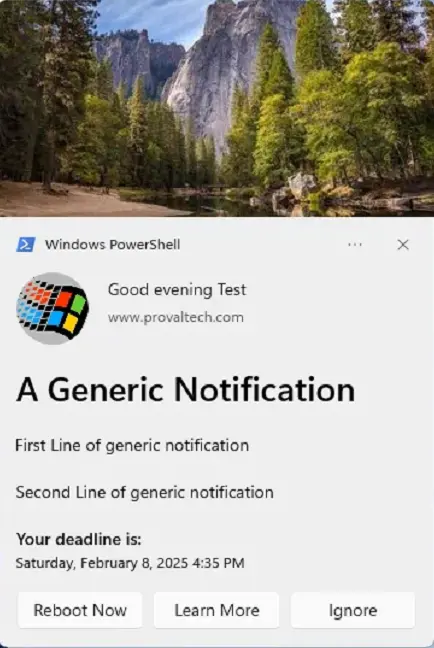 Windows PowerShell
Good evening Test
www.provaltech.com
A Generic Notification
First Line of generic notification
Second Line of generic notification
Your deadline is:
Saturday, February 8, 2025 4:35 PM
Reboot Now
Learn More
Ignore